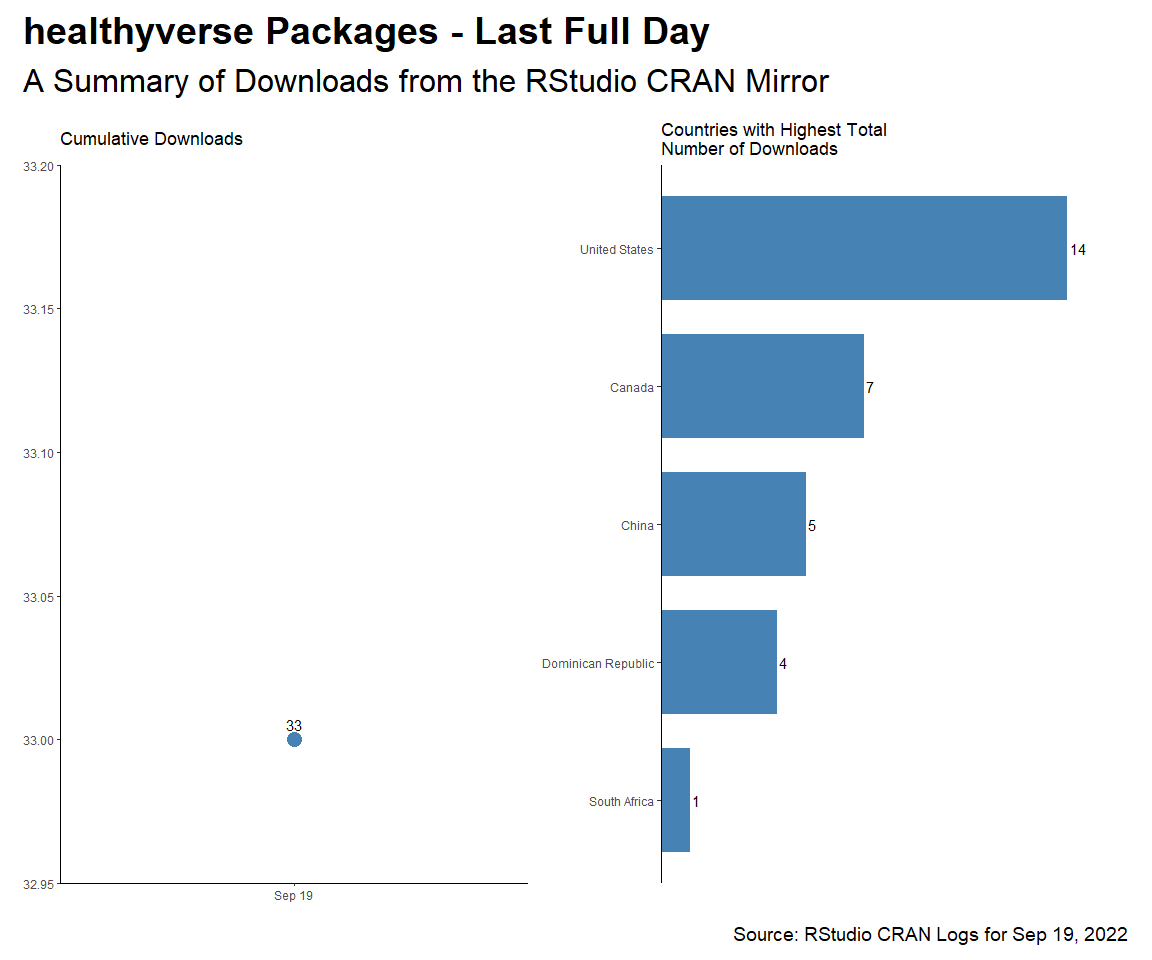 healthyverse Packages - Last Full Day
A Summary of Downloads from the RStudio CRAN Mirror
Cumulative Downloads
33.20
33.15
33.10
33.05
33.00
32.95
33
Sep 19
Countries with Highest Total
Number of Downloads
United States 14
Canada 7
China 5
Dominican Republic 4
South Africa 1
Source: RStudio CRAN Logs for Sep 19, 2022